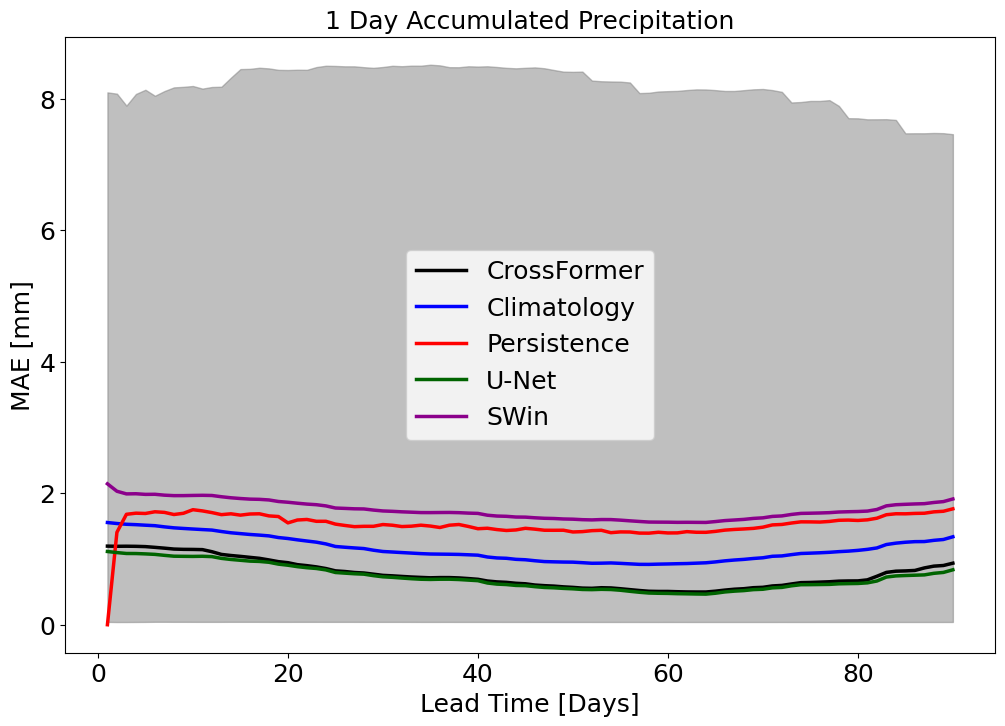 1 Day Accumulated Precipitation
MAE [mm]
8
6
4
2
0
CrossFormer
Climatology
Persistence
U-Net
SWin
0 20 40 60 80
Lead Time [Days]